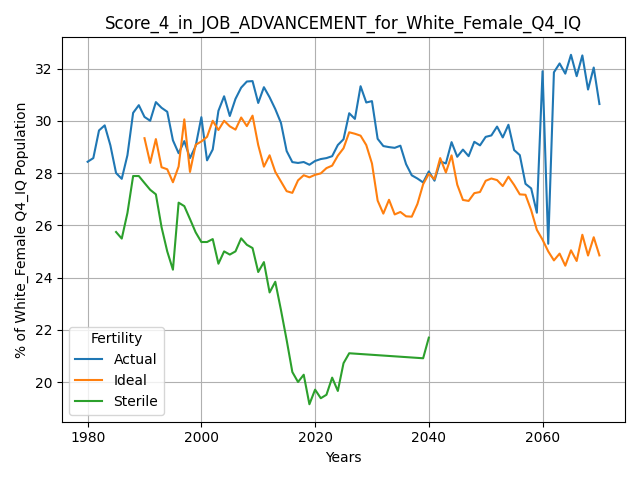 Score_4_in_JOB_ADVANCEMENT_for_White_Female_Q4_IQ
% of White_Female Q4_IQ Population
32
30
28
26
24
22
20
Fertility
Actual
Ideal
Sterile
1980 2000 2020 2040 2060
Years